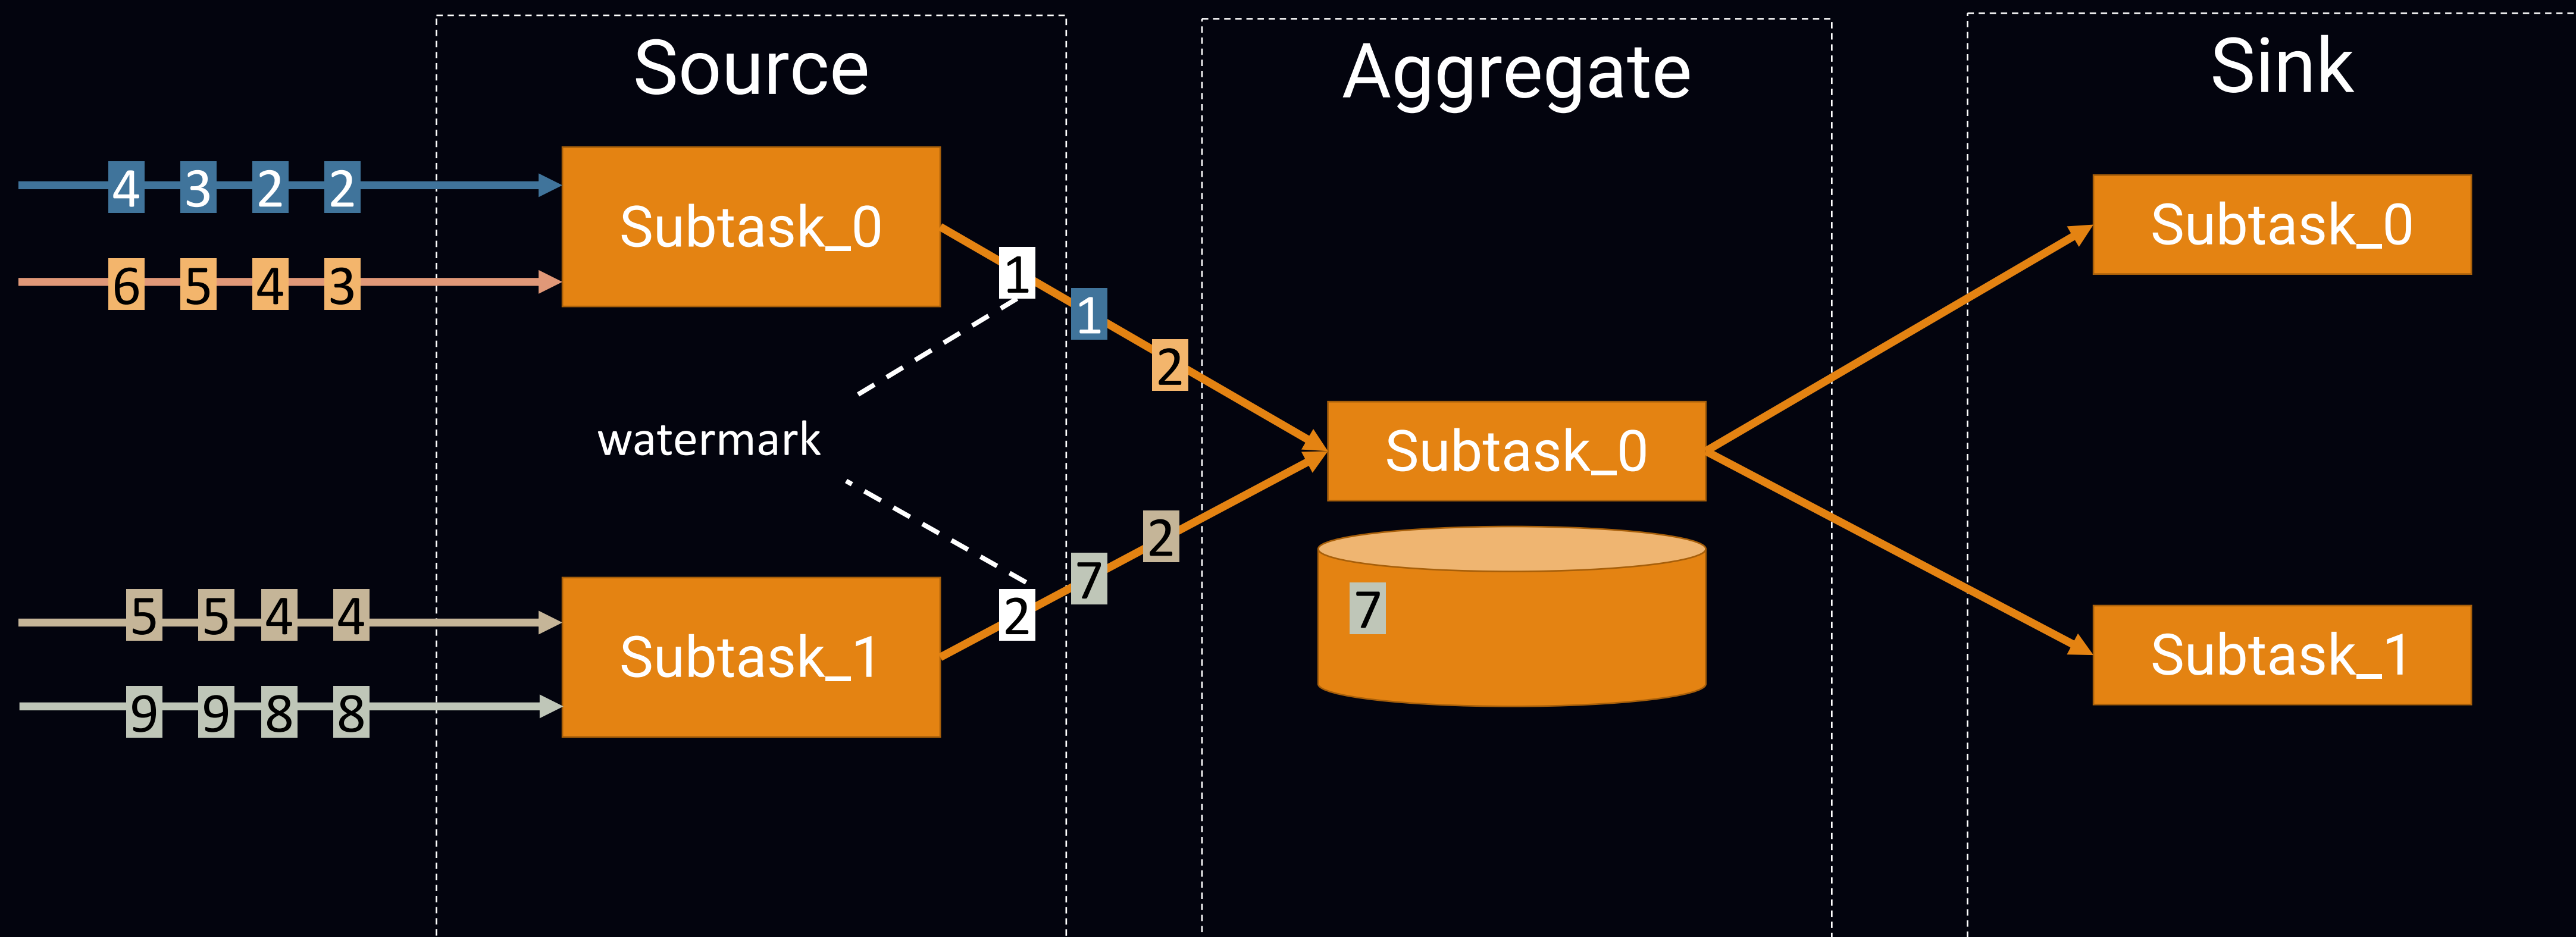 Source
Aggregate
Sink
4 3 2 2
6 5 4 3
Subtask_0
1
1
2
watermark
5 5 4 4
9 9 8 8
Subtask_1
2
7
2
Subtask_0
7
Subtask_0
Subtask_1